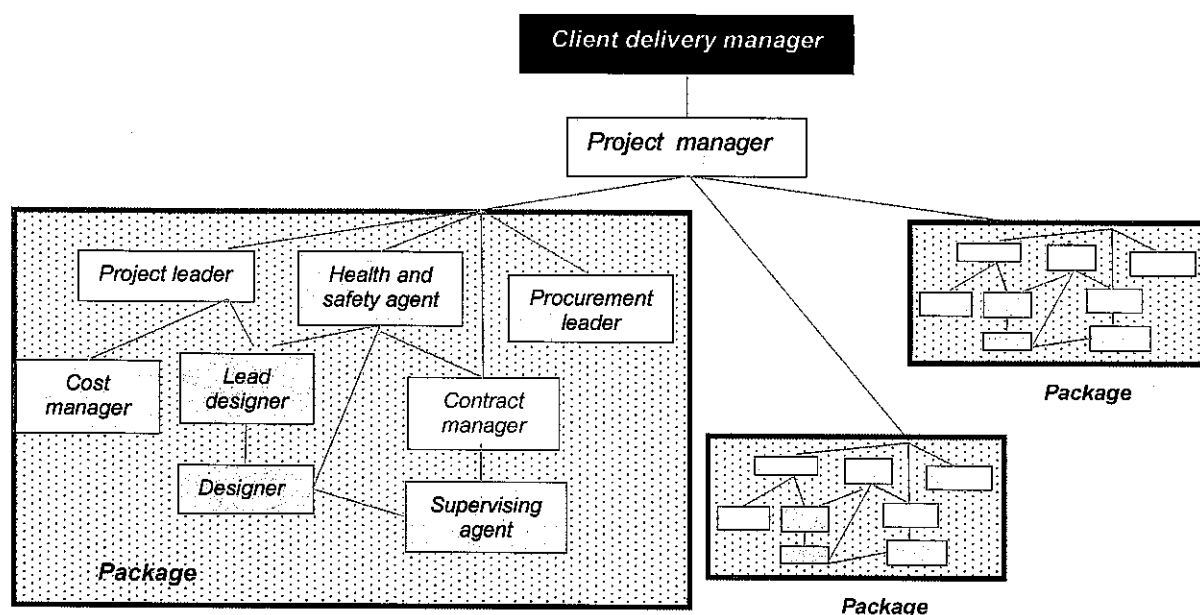 Client delivery manager
Project manager
Project leader
Health and
safety agent
Procurement
leader
Cost
manager
Lead
designer
Contract
manager
Designer
Supervising
agent
Package
Package
Package